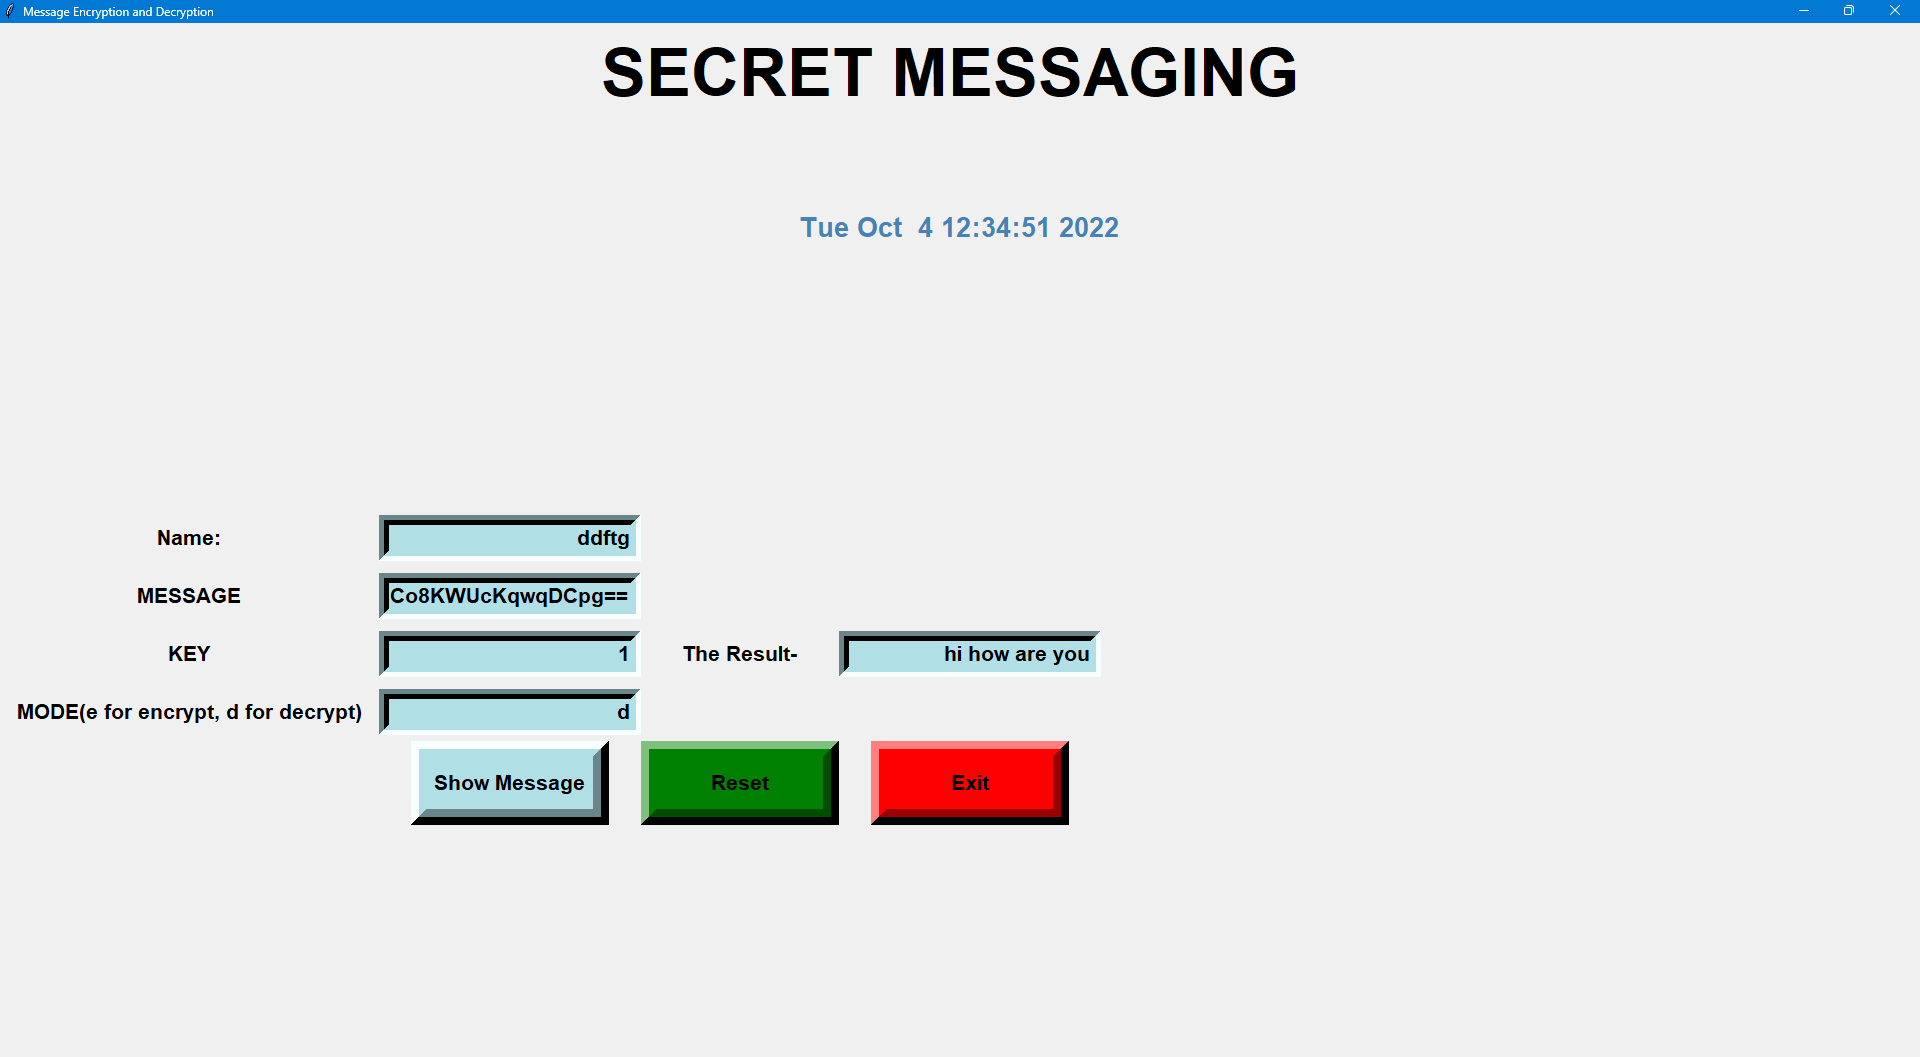 Message Encryption and Decryption
SECRET MESSAGING
Tue Oct  4 12:34:51 2022
Name: ddftg
MESSAGE Co8KWUcKqwqDCpg==
KEY 1 The Result- hi how are you
MODE(e for encrypt, d for decrypt) d
Show Message Reset Exit